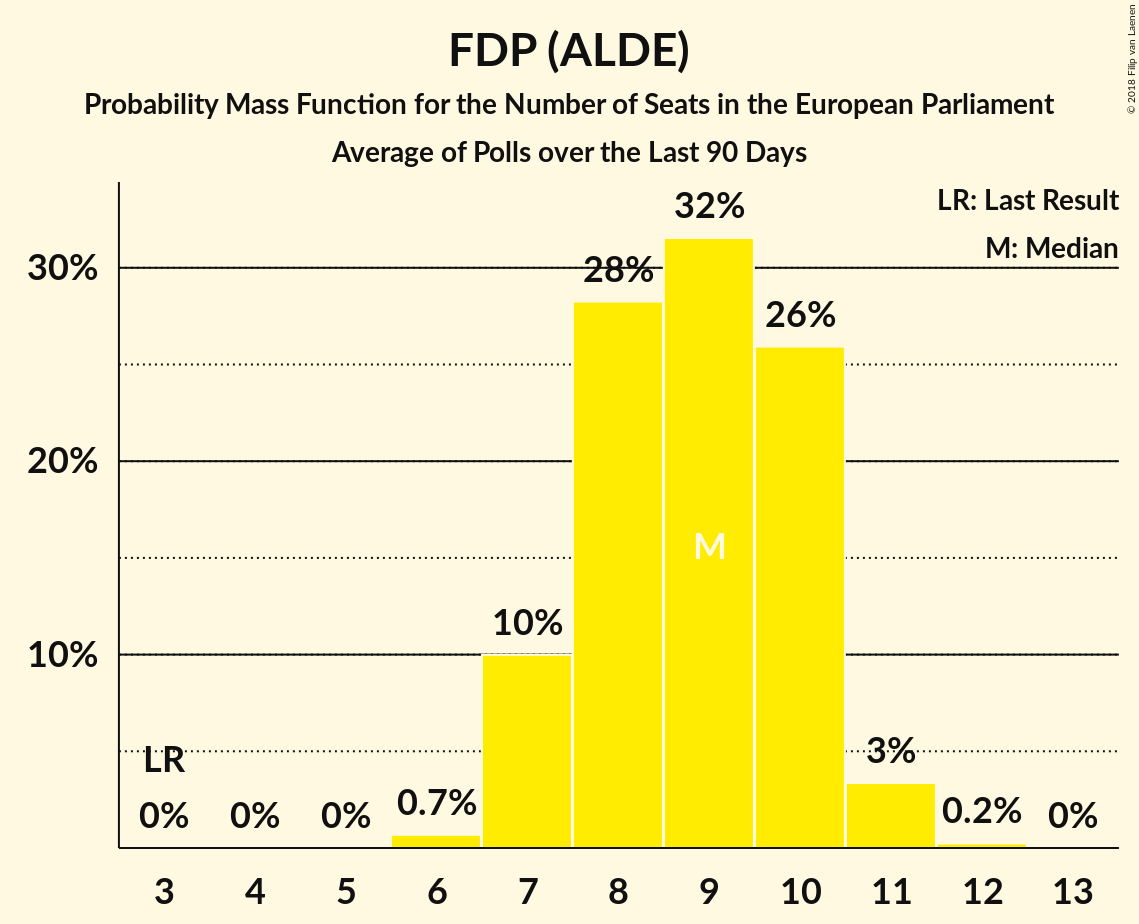 FDP (ALDE)
Probability Mass Function for the Number of Seats in the European Parliament
Average of Polls over the Last 90 Days
© 2018 Filip van Laenen
LR: Last Result
M: Median
30%
20%
10%
LR
0%
0%
0%
0.7%
10%
28%
32%
M
26%
3%
0.2%
0%
3 4 5 6 7 8 9 10 11 12 13